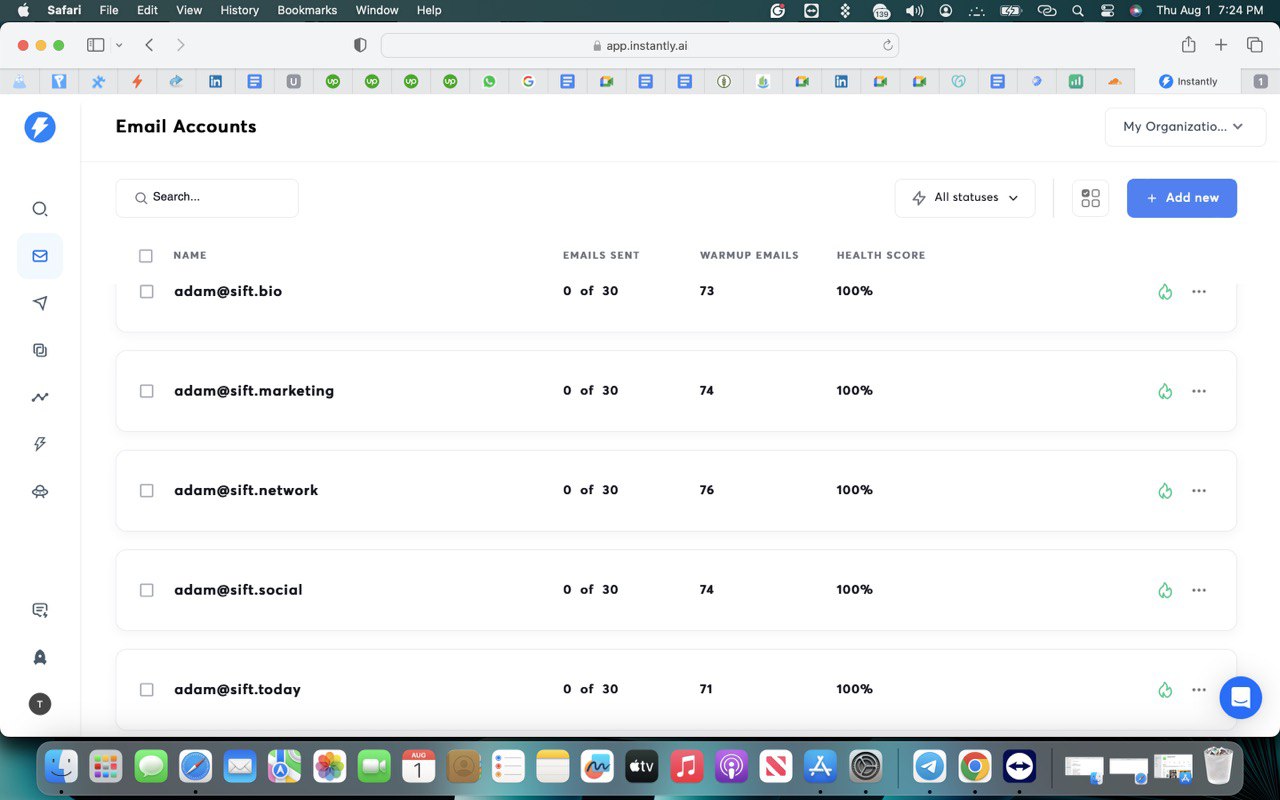 Safari File Edit View History Bookmarks Window Help 139 Thu Aug 1 7:24 PM
app.instantly.ai
Instantly 1
Email Accounts
My Organizatio...
Search...
All statuses
+ Add new
NAME EMAILS SENT WARMUP EMAILS HEALTH SCORE
adam@sift.bio 0 of 30 73 100%
adam@sift.marketing 0 of 30 74 100%
adam@sift.network 0 of 30 76 100%
adam@sift.social 0 of 30 74 100%
adam@sift.today 0 of 30 71 100%
T
AUG
1
tv